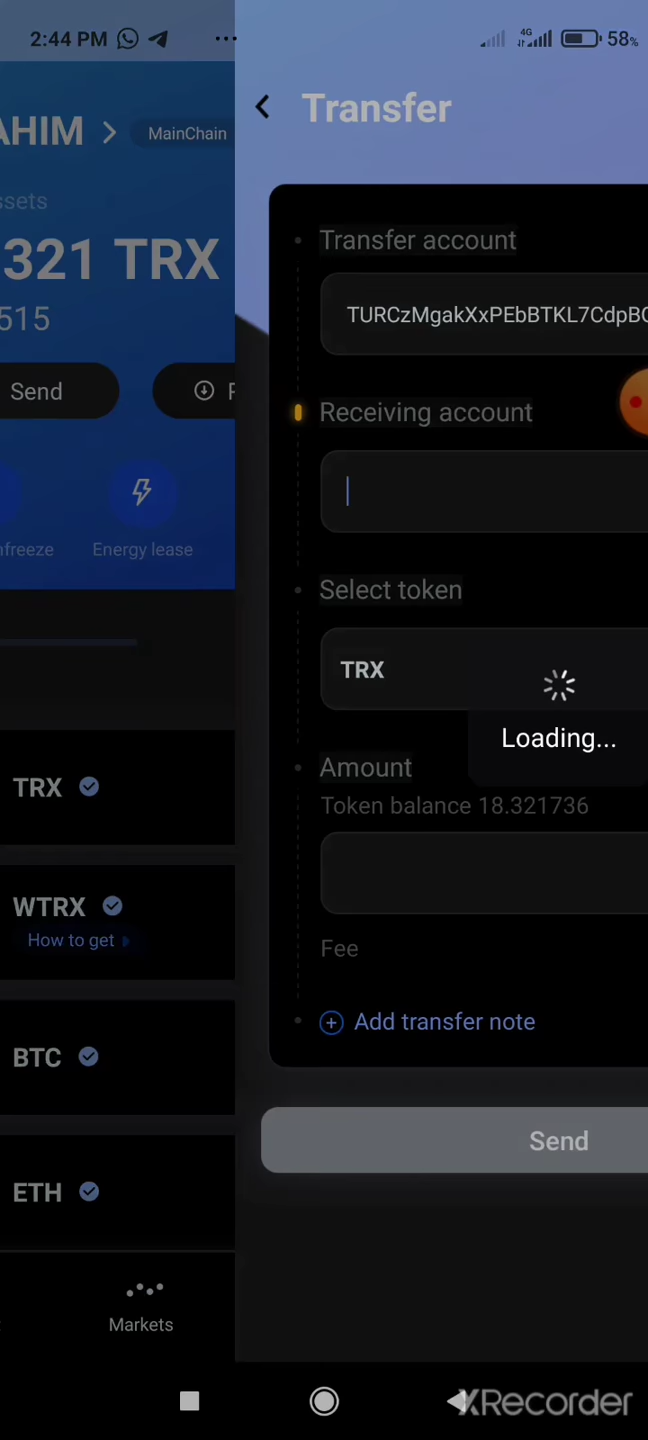 2:44 PM
4G
58%
AHIM
MainChain
ssets
321 TRX
515
Send
nfreeze
Energy lease
TRX
WTRX
How to get
BTC
ETH
Markets
Transfer
Transfer account
TURCzMgakXxPEbBTKL7CdpB
Receiving account
Select token
TRX
Loading...
Amount
Token balance 18.321736
Fee
Add transfer note
Send
XRecorder